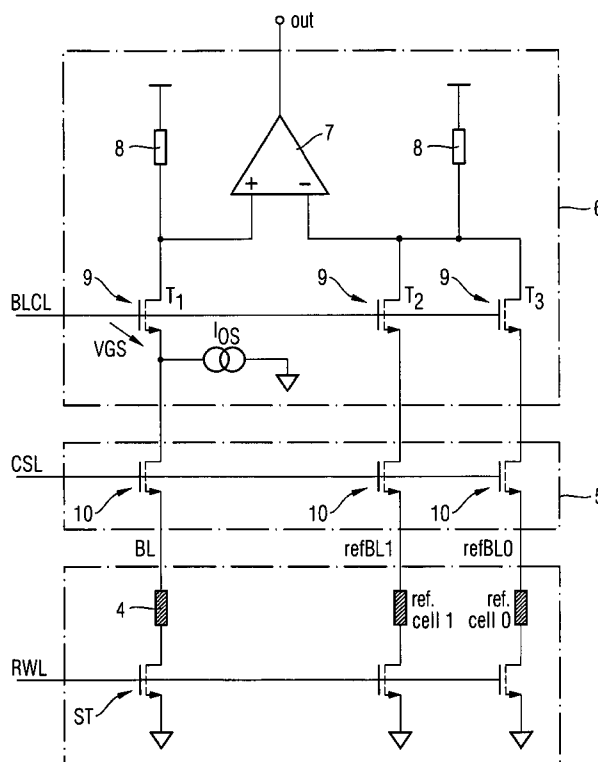 out
8
7
8
+
−
6
9
T1
9
T2
9
T3
BLCL
VGS
IOS
CSL
10
10
10
5
BL
refBL1
refBL0
4
ref.
cell 1
ref.
cell 0
RWL
ST